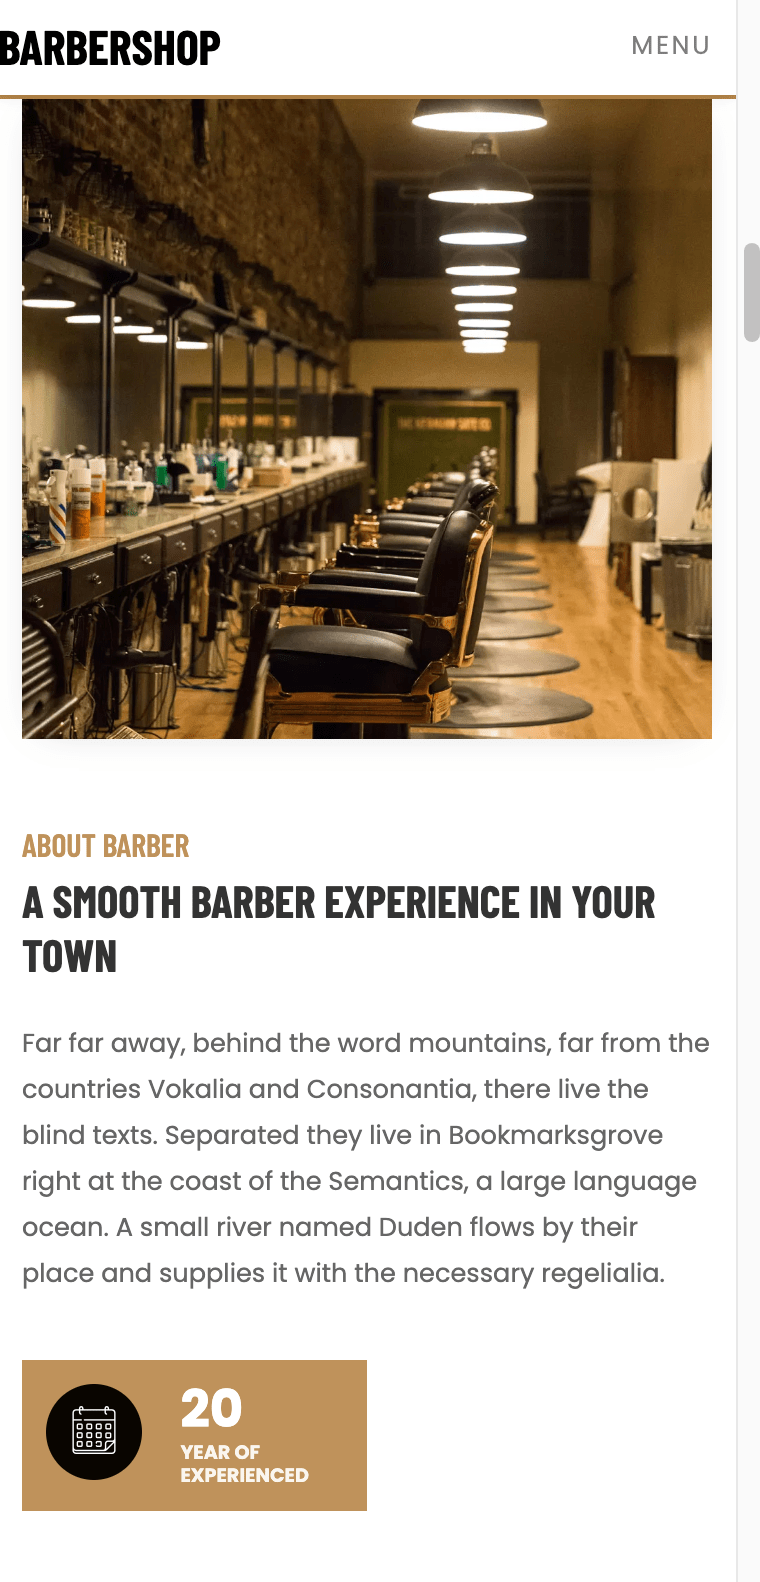 BARBERSHOP
MENU
ABOUT BARBER
A SMOOTH BARBER EXPERIENCE IN YOUR
TOWN
Far far away, behind the word mountains, far from the
countries Vokalia and Consonantia, there live the
blind texts. Separated they live in Bookmarksgrove
right at the coast of the Semantics, a large language
ocean. A small river named Duden flows by their
place and supplies it with the necessary regelialia.
20
YEAR OF
EXPERIENCED